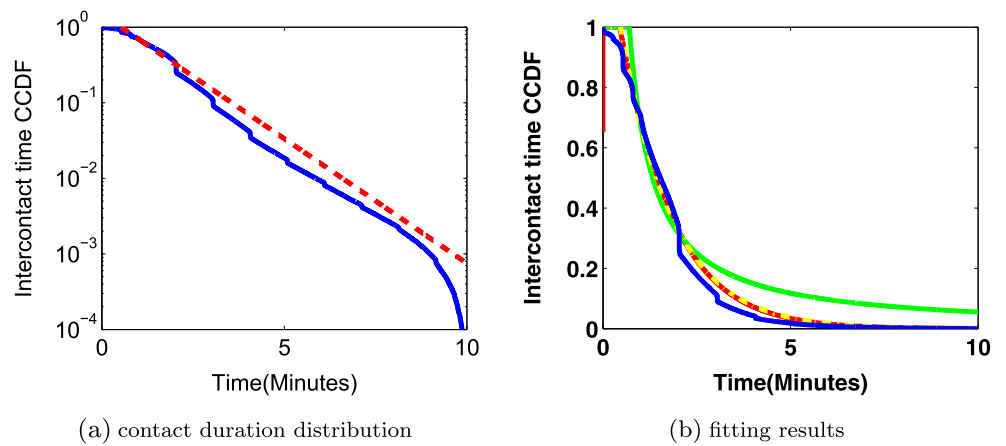 Intercontact time CCDF
10^0
10^-1
10^-2
10^-3
10^-4
0 5 10
Time(Minutes)
(a) contact duration distribution
Intercontact time CCDF
1
0.8
0.6
0.4
0.2
0
0 5 10
Time(Minutes)
(b) fitting results